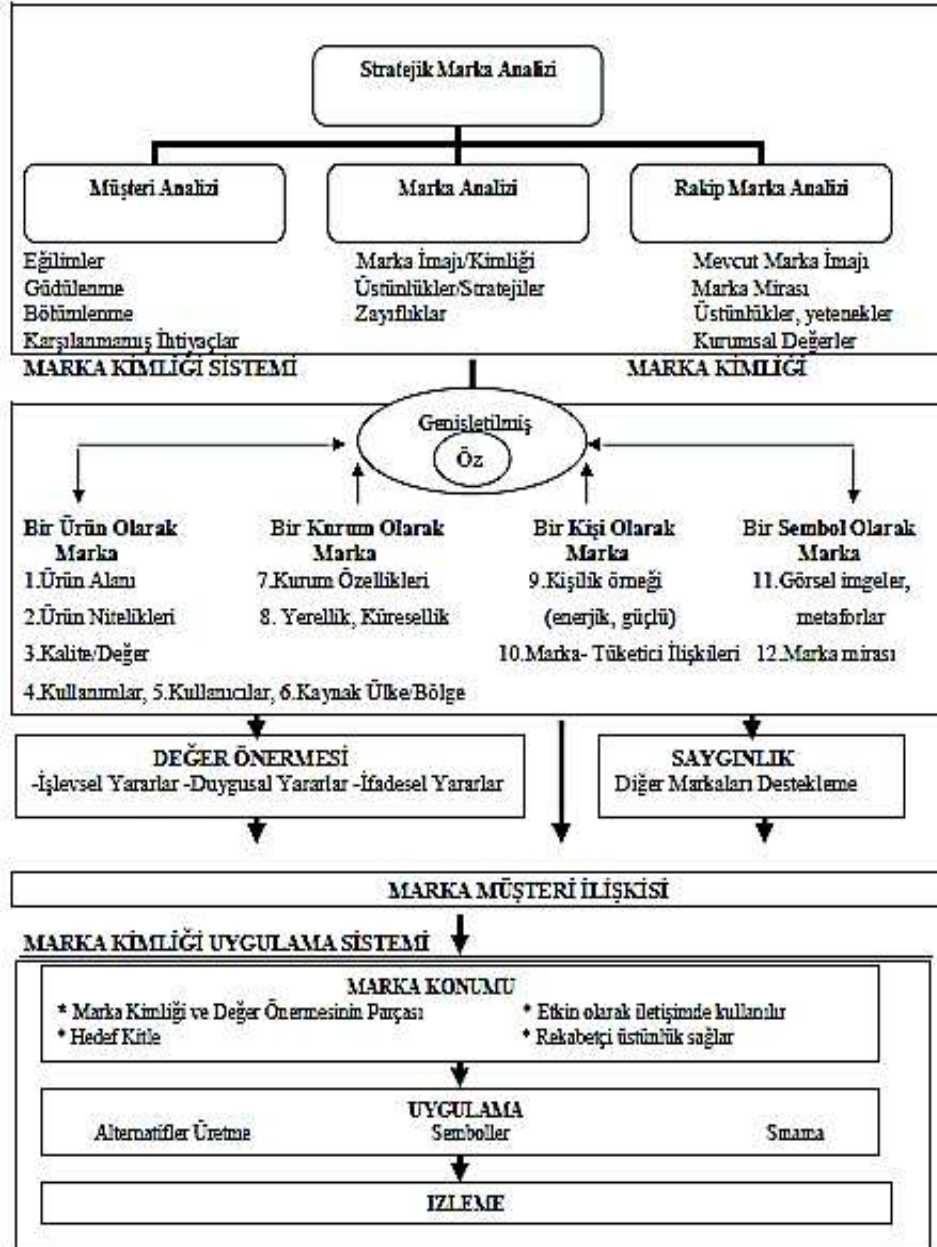 Stratejik Marka Analizi
Müşteri Analizi
Marka Analizi
Rakip Marka Analizi
Eğilimler
Güdülenme
Bölümlenme
Karşılanmamış İhtiyaçlar
Marka İmajı/Kimliği
Üstünlükler/Stratejiler
Zayıflıklar
Mevcut Marka İmajı
Marka Mirası
Üstünlükler, yetenekler
Kurumsal Değerler
MARKA KİMLİĞİ SİSTEMİ
MARKA KİMLİĞİ
Genişletilmiş
Öz
Bir Ürün Olarak
Marka
1.Ürün Alanı
2.Ürün Nitelikleri
3.Kalite/Değer
4.Kullanımlar, 5.Kullanıcılar, 6.Kaynak Ülke/Bölge
Bir Kurum Olarak
Marka
7.Kurum Özellikleri
8. Yerellik, Küresellik
Bir Kişi Olarak
Marka
9.Kişilik örneği
(enerjik, güçlü)
10.Marka- Tüketici İlişkileri
Bir Sembol Olarak
Marka
11.Görsel imgeler,
metaforlar
12.Marka mirası
DEĞER ÖNERMESİ
-İşlevsel Yararlar -Duygusal Yararlar -İfadesel Yararlar
SAYGINLIK
Diğer Markaları Destekleme
MARKA MÜŞTERİ İLİŞKİSİ
MARKA KİMLİĞİ UYGULAMA SİSTEMİ
MARKA KONUMU
* Marka Kimliği ve Değer Önermesinin Parçası
* Hedef Kitle
* Etkin olarak iletişimde kullanılır
* Rekabetçi üstünlük sağlar
UYGULAMA
Alternatifler Üretme
Semboller
Sınama
IZLEME